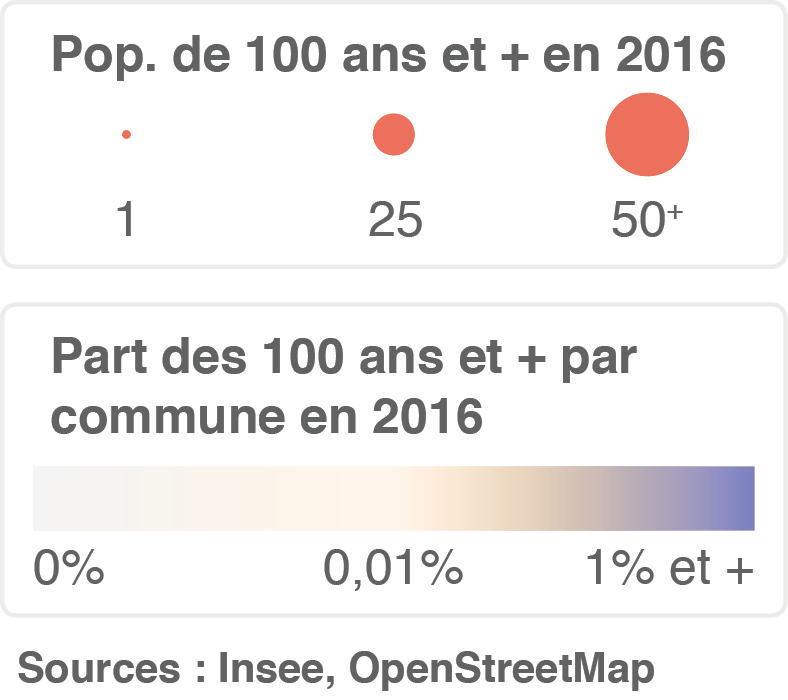 Pop. de 100 ans et + en 2016
1 25 50+
Part des 100 ans et + par
commune en 2016
0% 0,01% 1% et +
Sources : Insee, OpenStreetMap